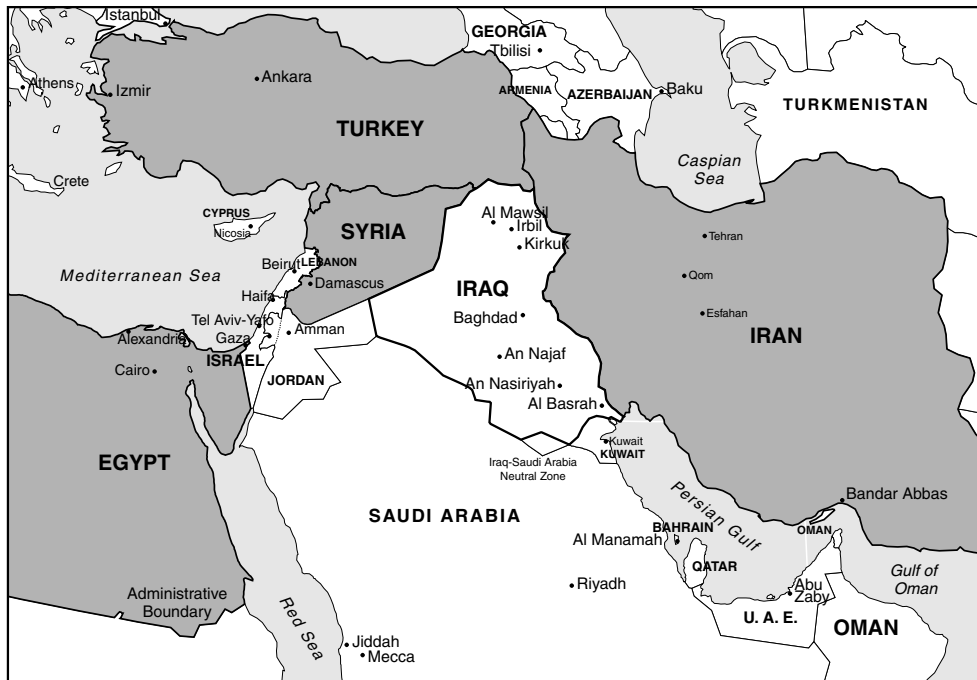 Istanbul
GEORGIA
Tbilisi
Athens
Izmir
Ankara
ARMENIA
AZERBAIJAN
Baku
TURKMENISTAN
TURKEY
Crete
Caspian
Sea
CYPRUS
Nicosia
SYRIA
Al Mawsil
Irbil
Kirkuk
Tehran
Mediterranean Sea
Beirut
LEBANON
Damascus
Qom
Haifa
IRAQ
Baghdad
Esfahan
IRAN
Tel Aviv-Yafo
Amman
Alexandria
Gaza
ISRAEL
Cairo
JORDAN
An Najaf
An Nasiriyah
Al Basrah
EGYPT
Kuwait
KUWAIT
Iraq-Saudi Arabia
Neutral Zone
SAUDI ARABIA
Persian Gulf
Bandar Abbas
BAHRAIN
OMAN
Al Manamah
QATAR
Gulf of
Oman
Riyadh
Abu
Zaby
Administrative
Boundary
U. A. E.
OMAN
Red Sea
Jiddah
Mecca